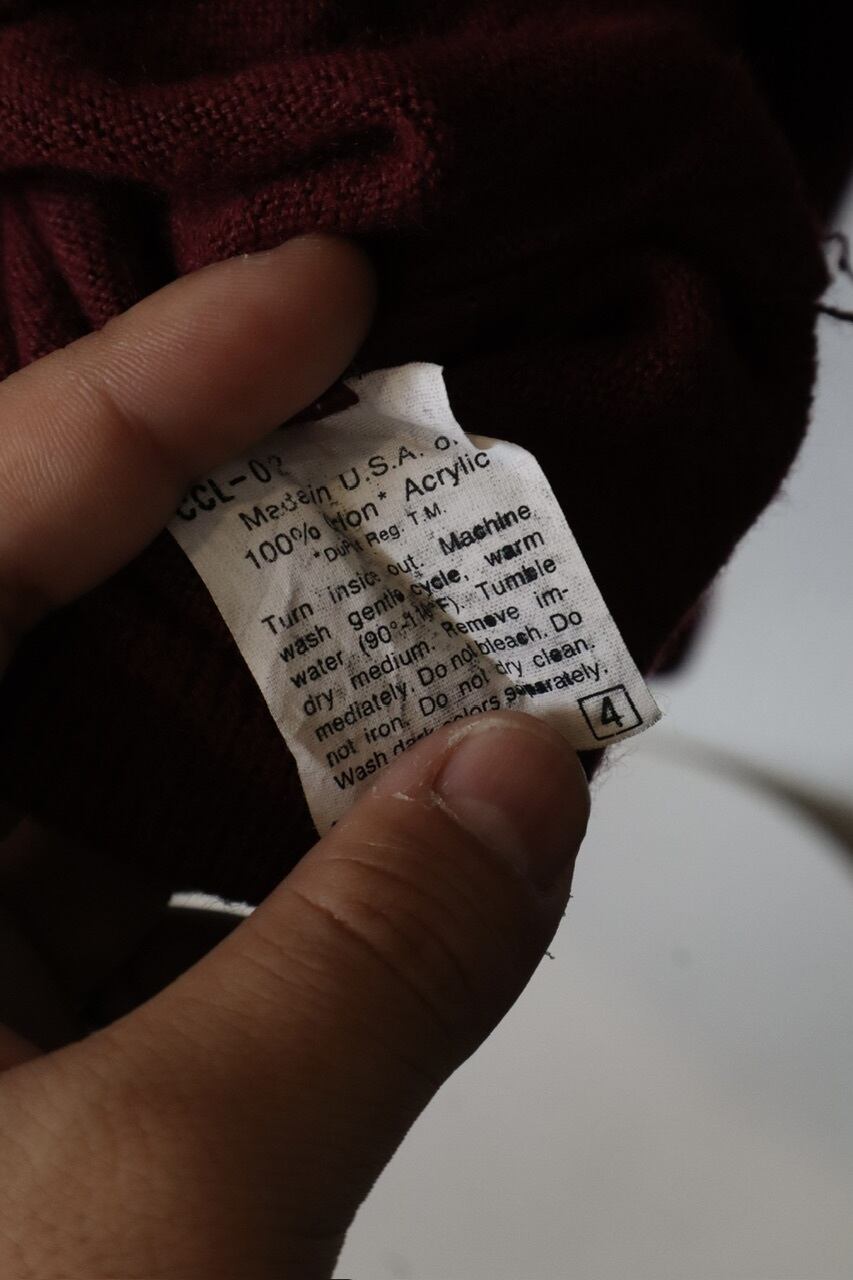 CCL-02
Made in U.S.A. o
100% Orlon* Acrylic
*DuPont Reg. T.M.
Turn inside out. Machine
wash gentle cycle, warm
water (90°-110°F). Tumble
dry medium. Remove im-
mediately. Do not bleach. Do
not iron. Do not dry clean.
Wash dark colors separately.
4